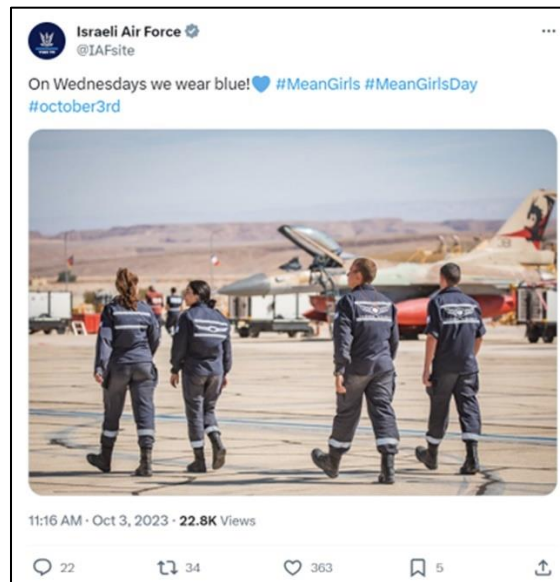 Israeli Air Force
@IAFsite
On Wednesdays we wear blue!💙 #MeanGirls #MeanGirlsDay
#october3rd
11:16 AM · Oct 3, 2023 · 22.8K Views
22 34 363 5